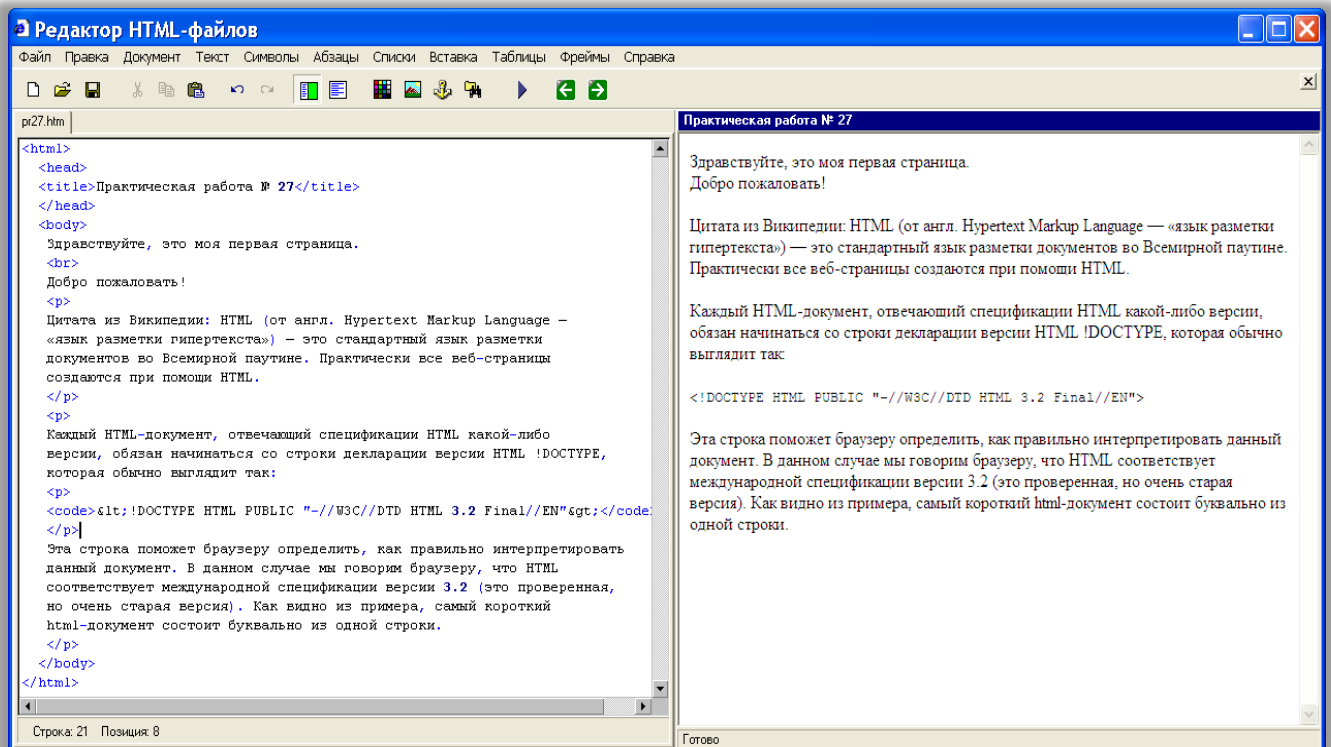 Редактор HTML-файлов
Файл Правка Документ Текст Символы Абзацы Списки Вставка Таблицы Фреймы Справка
pr27.htm
<html>
<head>
<title>Практическая работа № 27</title>
</head>
<body>
Здравствуйте, это моя первая страница.
<br>
Добро пожаловать!
<p>
Цитата из Википедии: HTML (от англ. Hypertext Markup Language —
«язык разметки гипертекста») — это стандартный язык разметки
документов во Всемирной паутине. Практически все веб-страницы
создаются при помощи HTML.
</p>
<p>
Каждый HTML-документ, отвечающий спецификации HTML какой-либо
версии, обязан начинаться со строки декларации версии HTML !DOCTYPE,
которая обычно выглядит так:
<p>
<code>&lt;!DOCTYPE HTML PUBLIC "-//W3C//DTD HTML 3.2 Final//EN"&gt;</code
</p>
Эта строка поможет браузеру определить, как правильно интерпретировать
данный документ. В данном случае мы говорим браузеру, что HTML
соответствует международной спецификации версии 3.2 (это проверенная,
но очень старая версия). Как видно из примера, самый короткий
html-документ состоит буквально из одной строки.
</p>
</body>
</html>
Строка: 21 Позиция: 8
Практическая работа № 27
Здравствуйте, это моя первая страница.
Добро пожаловать!
Цитата из Википедии: HTML (от англ. Hypertext Markup Language — «язык разметки
гипертекста») — это стандартный язык разметки документов во Всемирной паутине.
Практически все веб-страницы создаются при помощи HTML.
Каждый HTML-документ, отвечающий спецификации HTML какой-либо версии,
обязан начинаться со строки декларации версии HTML !DOCTYPE, которая обычно
выглядит так:
<!DOCTYPE HTML PUBLIC "-//W3C//DTD HTML 3.2 Final//EN">
Эта строка поможет браузеру определить, как правильно интерпретировать данный
документ. В данном случае мы говорим браузеру, что HTML соответствует
международной спецификации версии 3.2 (это проверенная, но очень старая
версия). Как видно из примера, самый короткий html-документ состоит буквально из
одной строки.
Готово